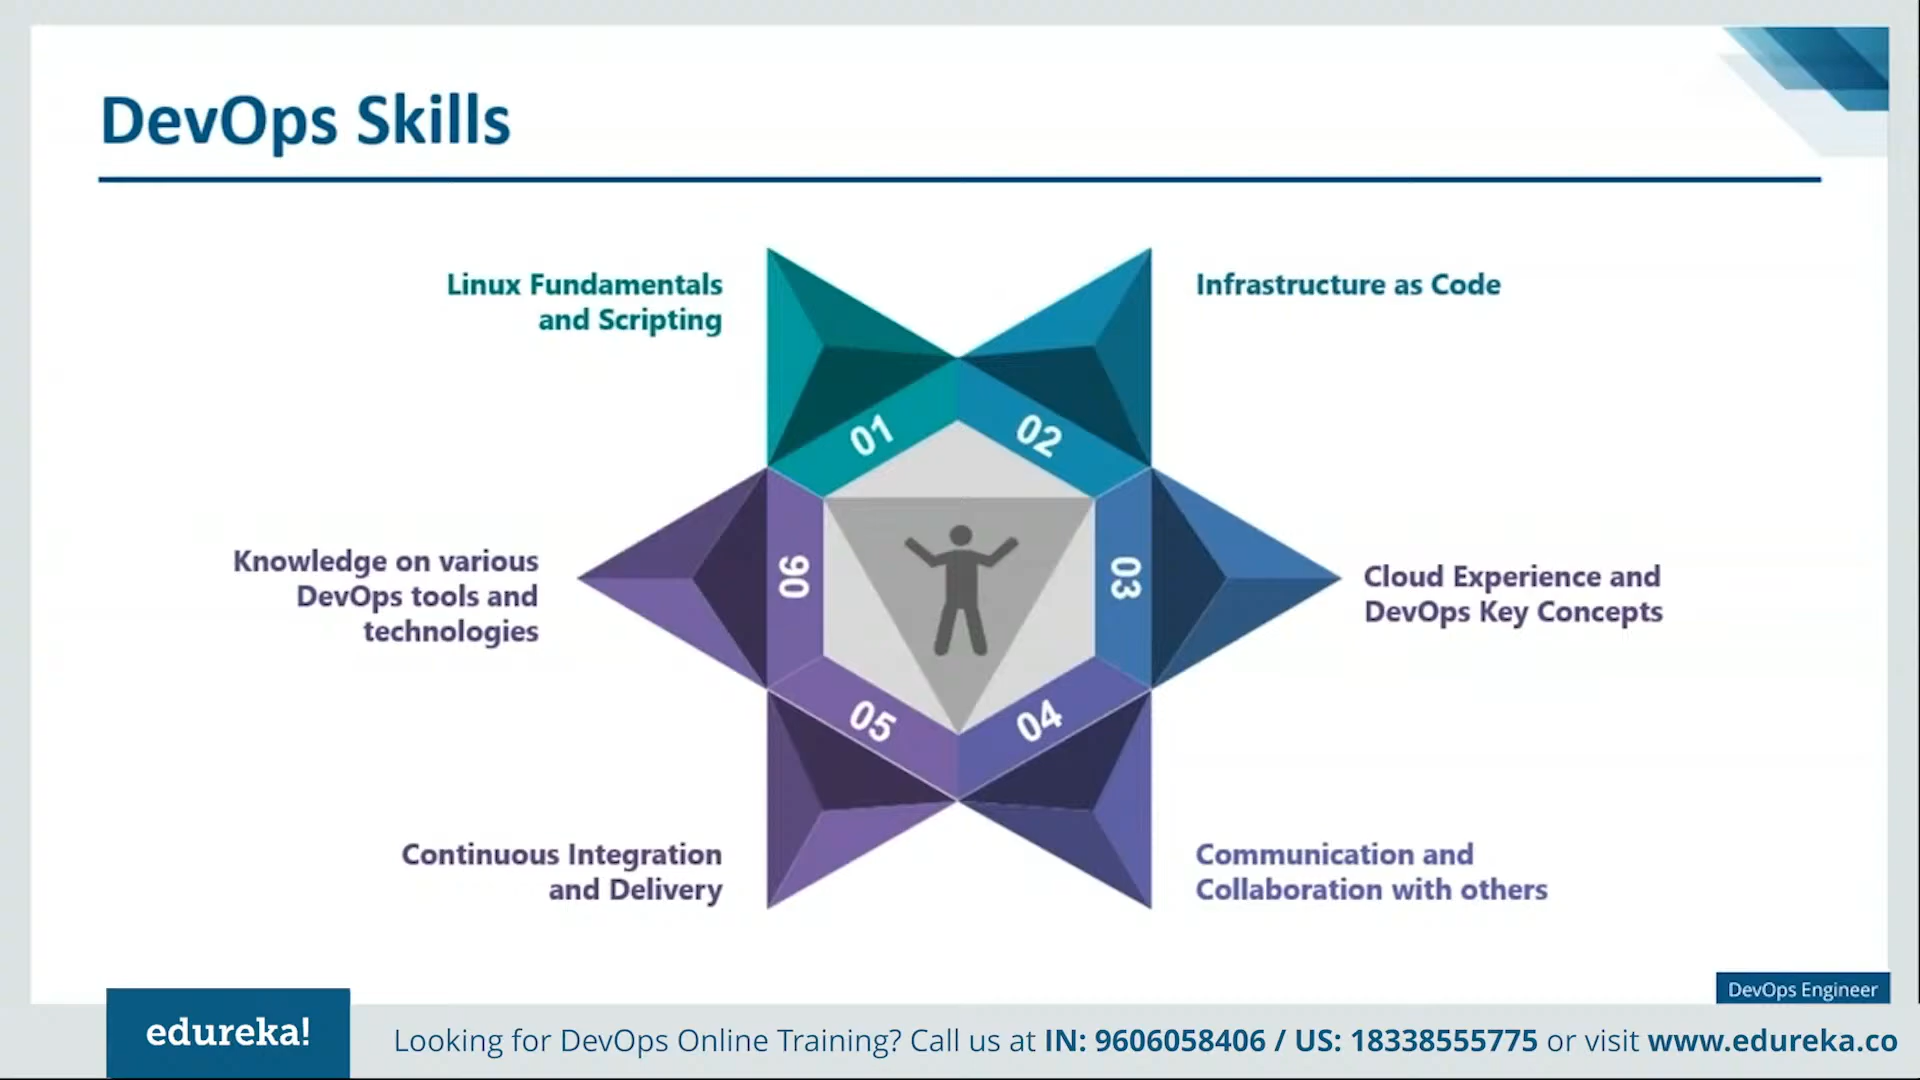 DevOps Skills
Linux Fundamentals
and Scripting
Infrastructure as Code
01
02
Knowledge on various
DevOps tools and
technologies
06
03
Cloud Experience and
DevOps Key Concepts
05
04
Continuous Integration
and Delivery
Communication and
Collaboration with others
DevOps Engineer
edureka!
Looking for DevOps Online Training? Call us at IN: 9606058406 / US: 18338555775 or visit www.edureka.co